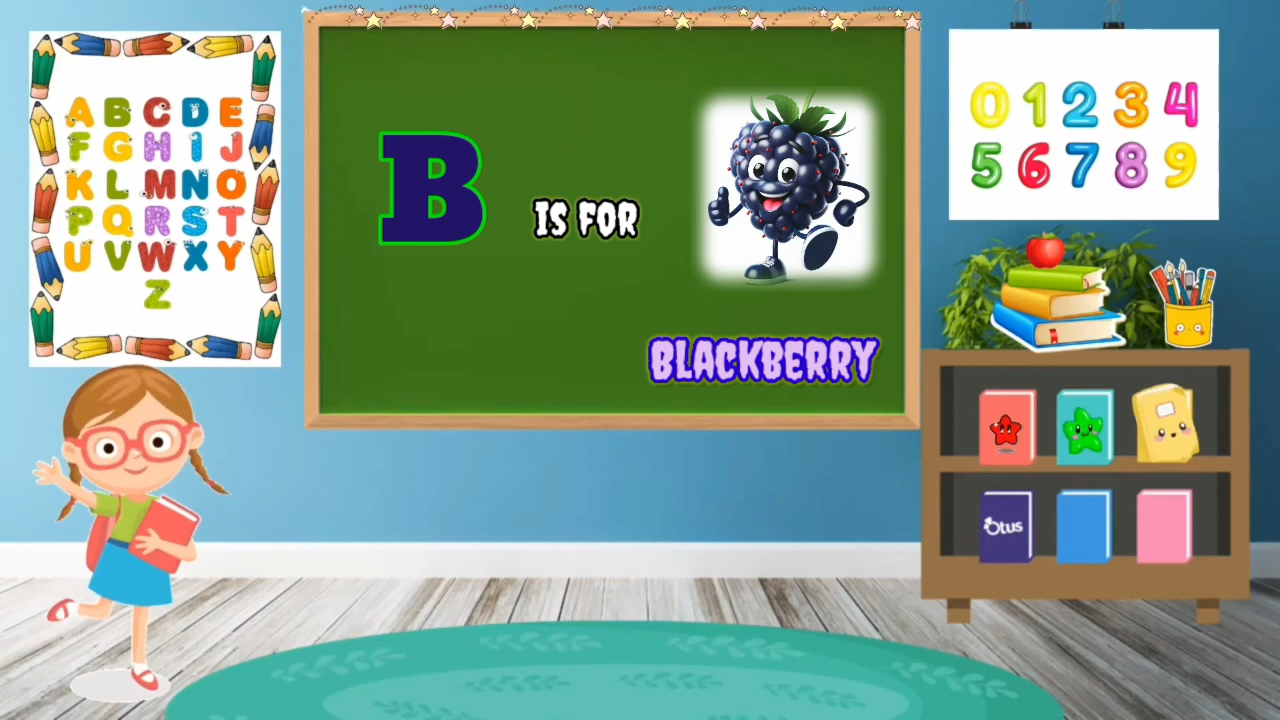 A B C D E
F G H I J
K L M N O
P Q R S T
U V W X Y
Z
B IS FOR
BLACKBERRY
0 1 2 3 4
5 6 7 8 9
Otus